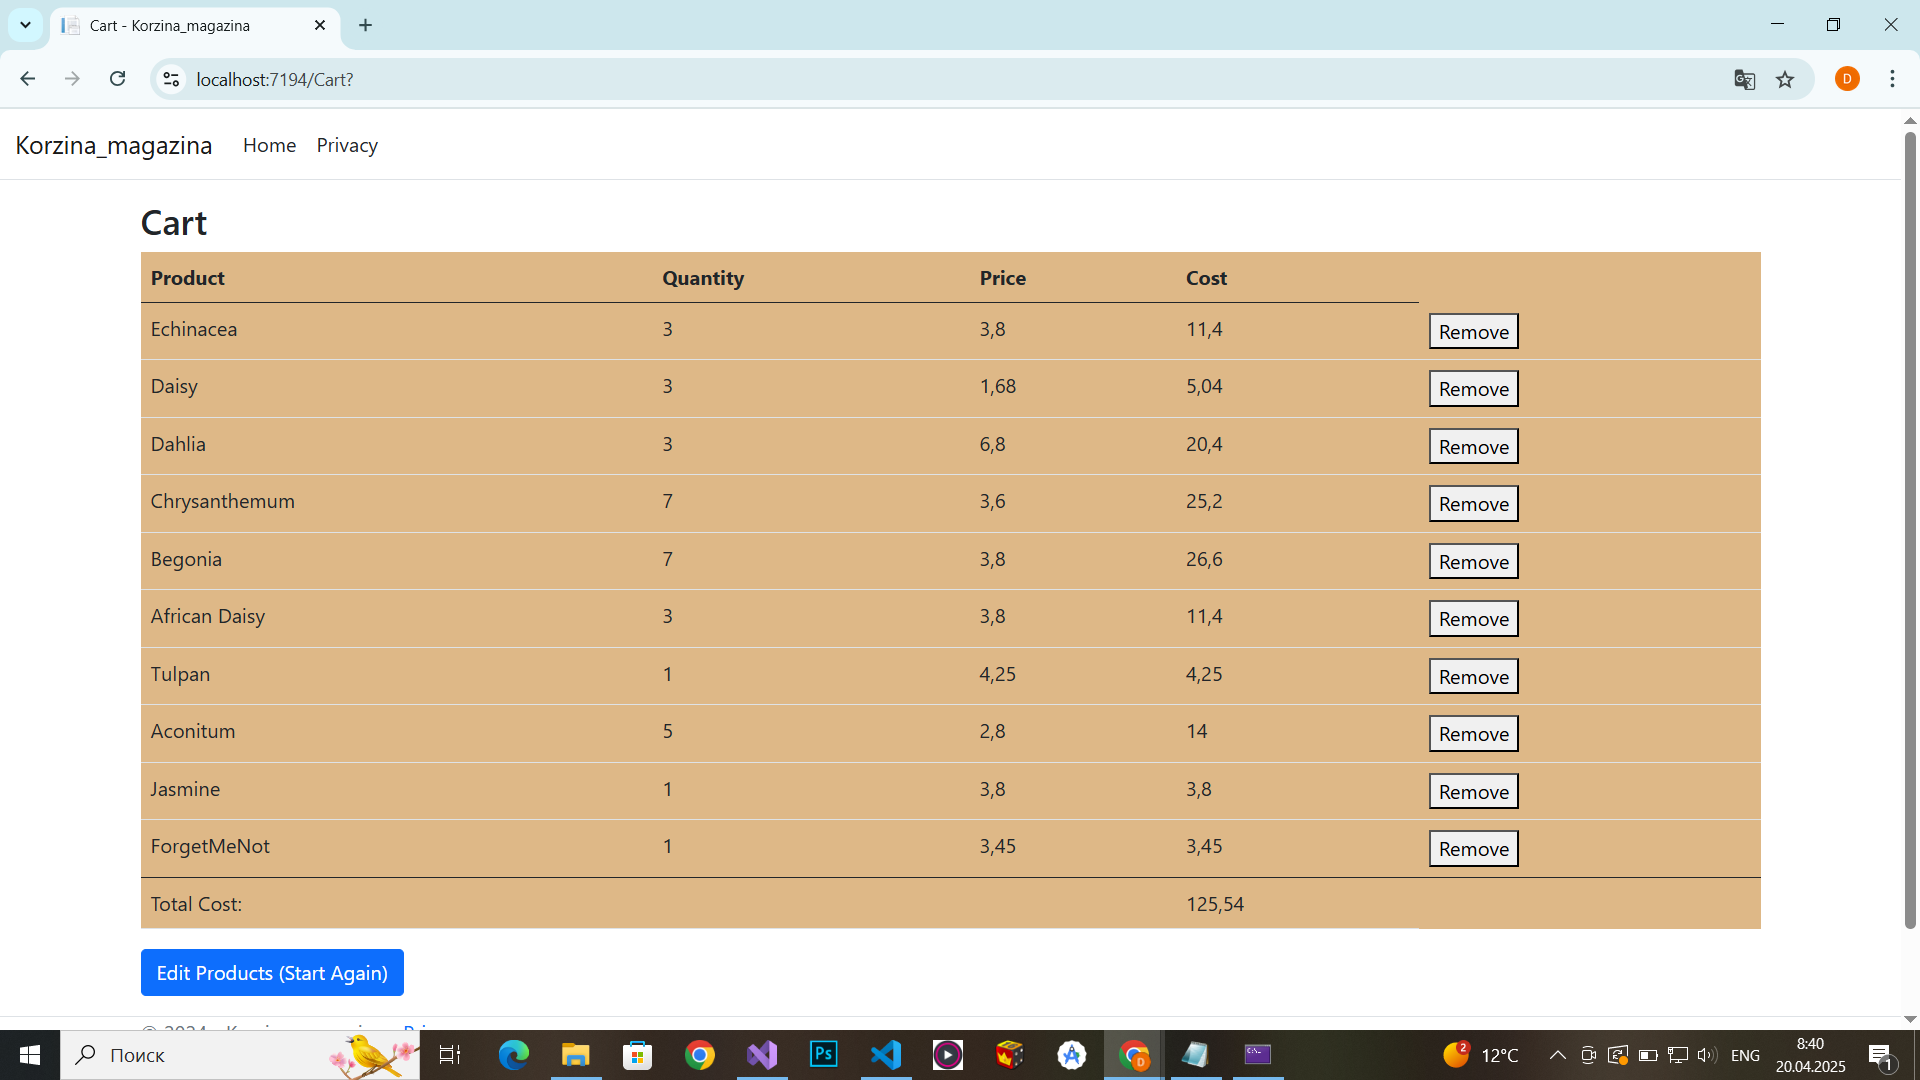 Cart - Korzina_magazina
localhost:7194/Cart?
D
Korzina_magazina Home Privacy
Cart
Product Quantity Price Cost
Echinacea 3 3,8 11,4 Remove
Daisy 3 1,68 5,04 Remove
Dahlia 3 6,8 20,4 Remove
Chrysanthemum 7 3,6 25,2 Remove
Begonia 7 3,8 26,6 Remove
African Daisy 3 3,8 11,4 Remove
Tulpan 1 4,25 4,25 Remove
Aconitum 5 2,8 14 Remove
Jasmine 1 3,8 3,8 Remove
ForgetMeNot 1 3,45 3,45 Remove
Total Cost: 125,54
Edit Products (Start Again)
Поиск
Ps
D
2
12°C
ENG
8:40
20.04.2025
1